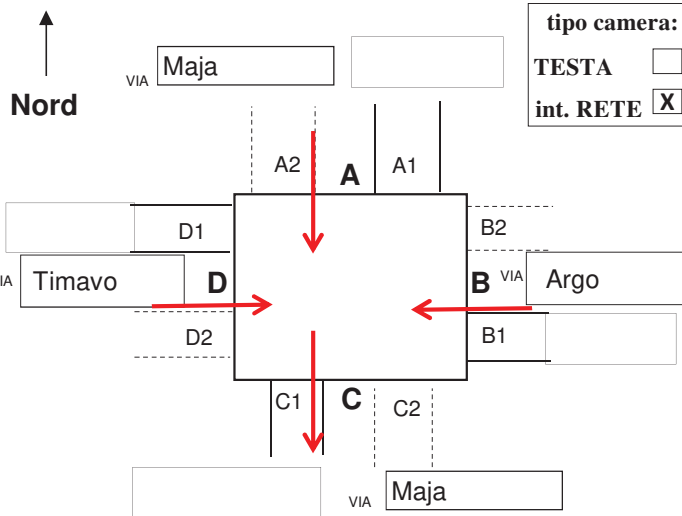 tipo camera:
VIA Maja
TESTA
Nord
int. RETE X
A2 A A1
D1 B2
VIA Timavo D B VIA Argo
D2 B1
C1 C C2
VIA Maja